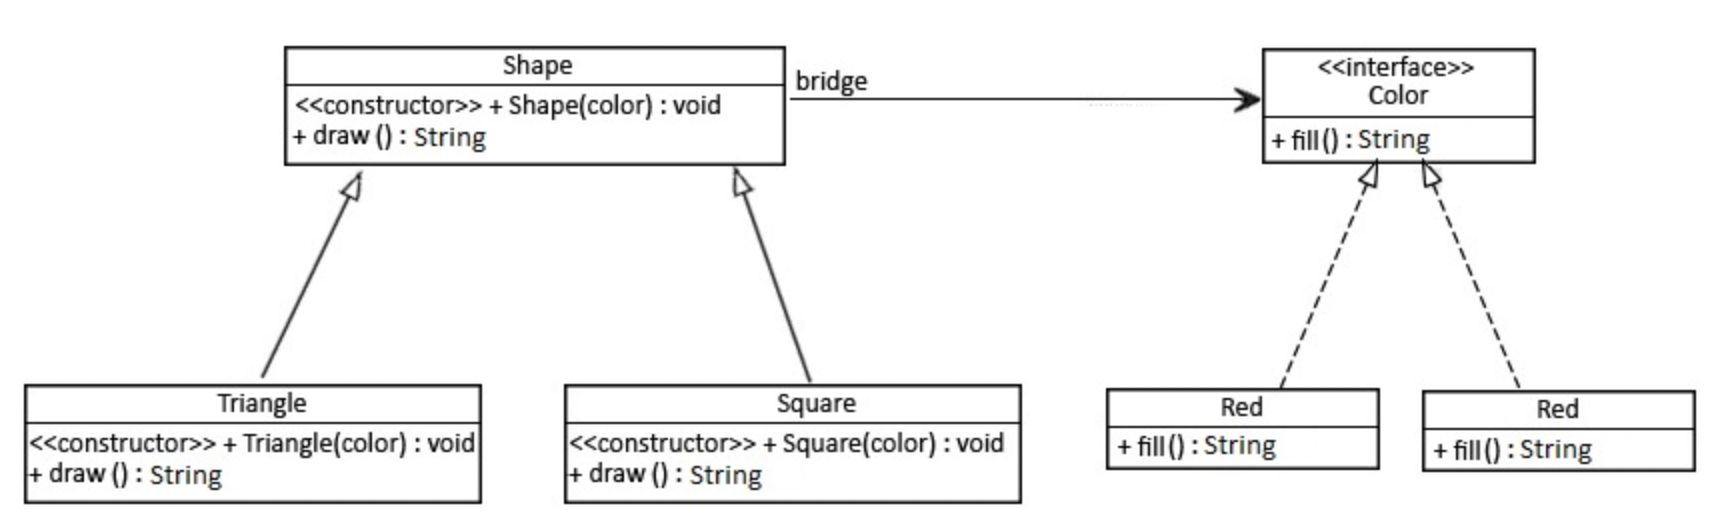 Shape
<<constructor>> + Shape(color) : void
+ draw () : String
bridge
<<interface>>
Color
+ fill() : String
Triangle
<<constructor>> + Triangle(color) : void
+ draw () : String
Square
<<constructor>> + Square(color) : void
+ draw () : String
Red
+ fill() : String
Red
+ fill() : String